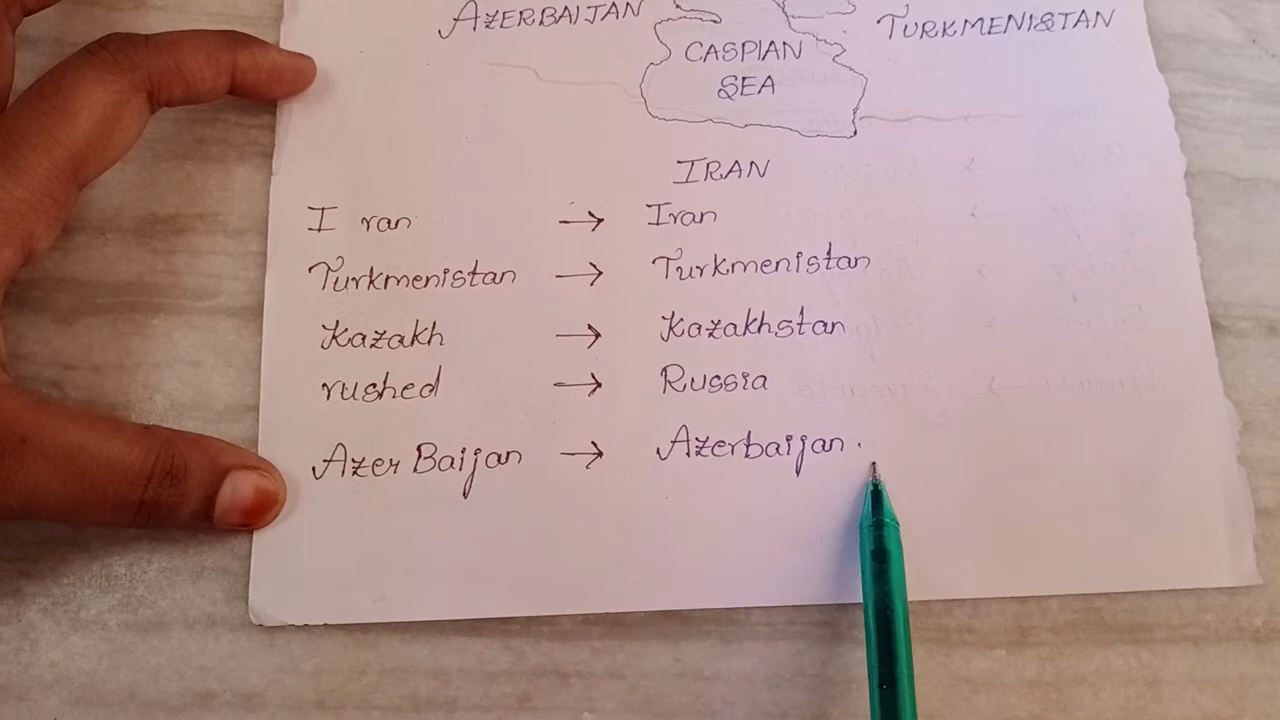 AZERBAIJAN
TURKMENISTAN
CASPIAN
SEA
IRAN
I ran → Iran
Turkmenistan → Turkmenistan
Kazakh → Kazakhstan
rushed → Russia
Azer Baijan → Azerbaijan.